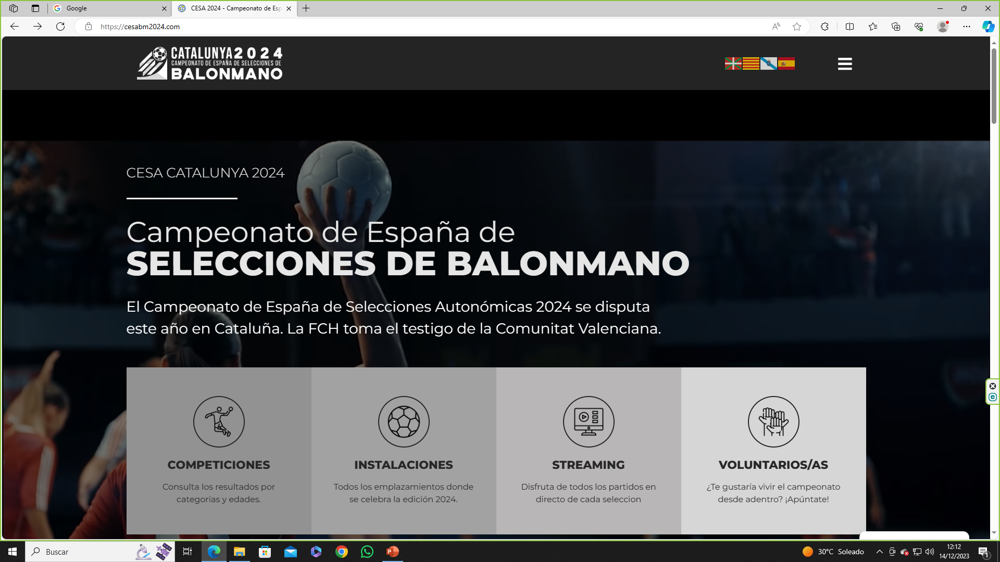 Google
CESA 2024 - Campeonato de Esp
https://cesabm2024.com
CATALUNYA 2024
CAMPEONATO DE ESPAÑA DE SELECCIONES DE
BALONMANO
CESA CATALUNYA 2024
Campeonato de España de
SELECCIONES DE BALONMANO
El Campeonato de España de Selecciones Autonómicas 2024 se disputa
este año en Cataluña. La FCH toma el testigo de la Comunitat Valenciana.
COMPETICIONES
Consulta los resultados por
categorias y edades.
INSTALACIONES
Todos los emplazamientos donde
se celebra la edición 2024.
STREAMING
Disfruta de todos los partidos en
directo de cada seleccion
VOLUNTARIOS/AS
¿Te gustaría vivir el campeonato
desde adentro? ¡Apúntate!
Buscar
30°C Soleado
12:12
14/12/2023
1